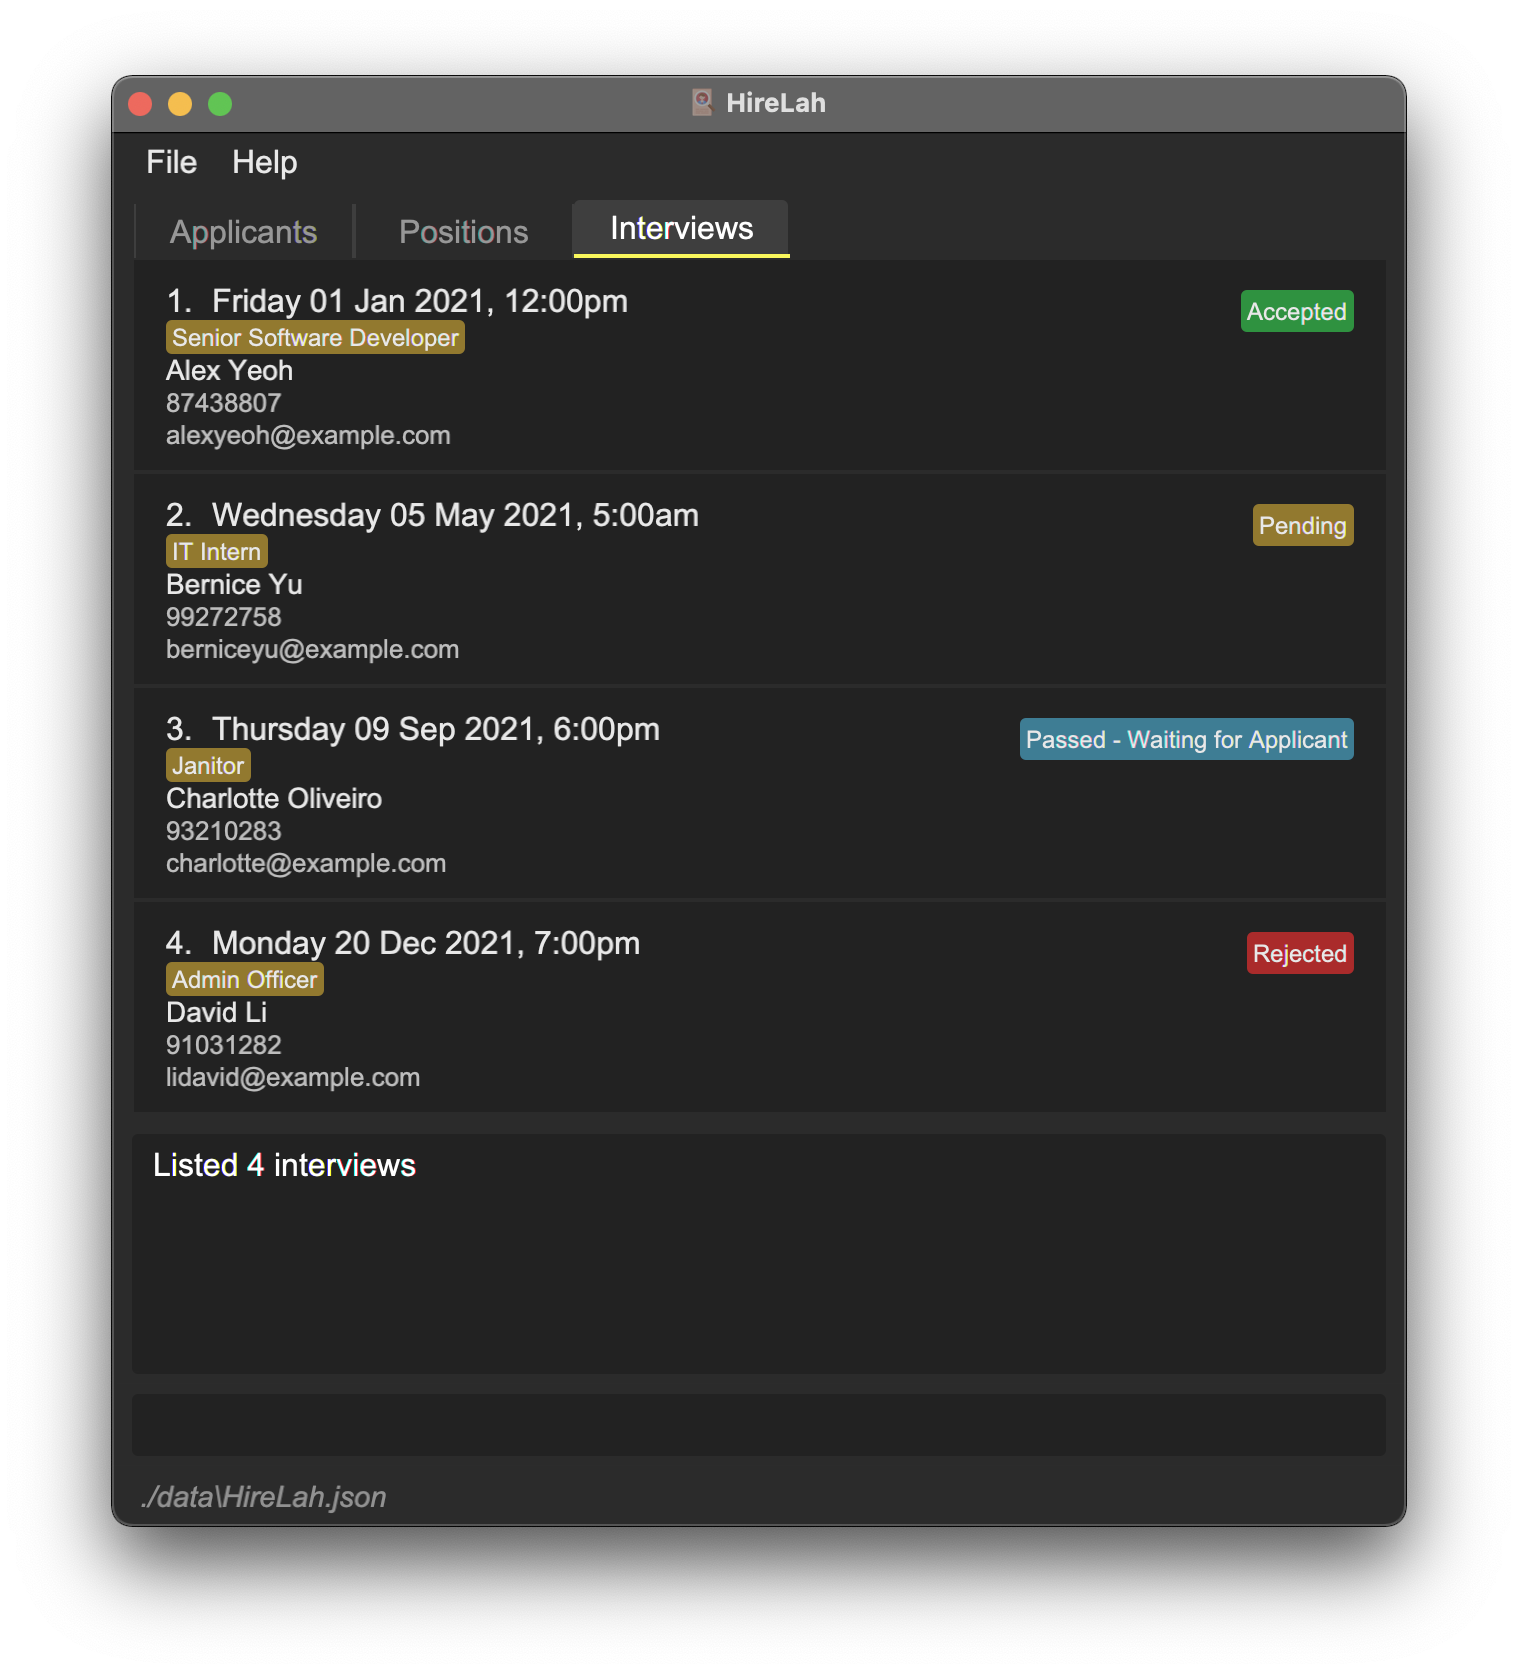 HireLah
File Help
Applicants Positions Interviews
1. Friday 01 Jan 2021, 12:00pm Accepted
Senior Software Developer
Alex Yeoh
87438807
alexyeoh@example.com
2. Wednesday 05 May 2021, 5:00am Pending
IT Intern
Bernice Yu
99272758
berniceyu@example.com
3. Thursday 09 Sep 2021, 6:00pm Passed - Waiting for Applicant
Janitor
Charlotte Oliveiro
93210283
charlotte@example.com
4. Monday 20 Dec 2021, 7:00pm Rejected
Admin Officer
David Li
91031282
lidavid@example.com
Listed 4 interviews
./data\HireLah.json